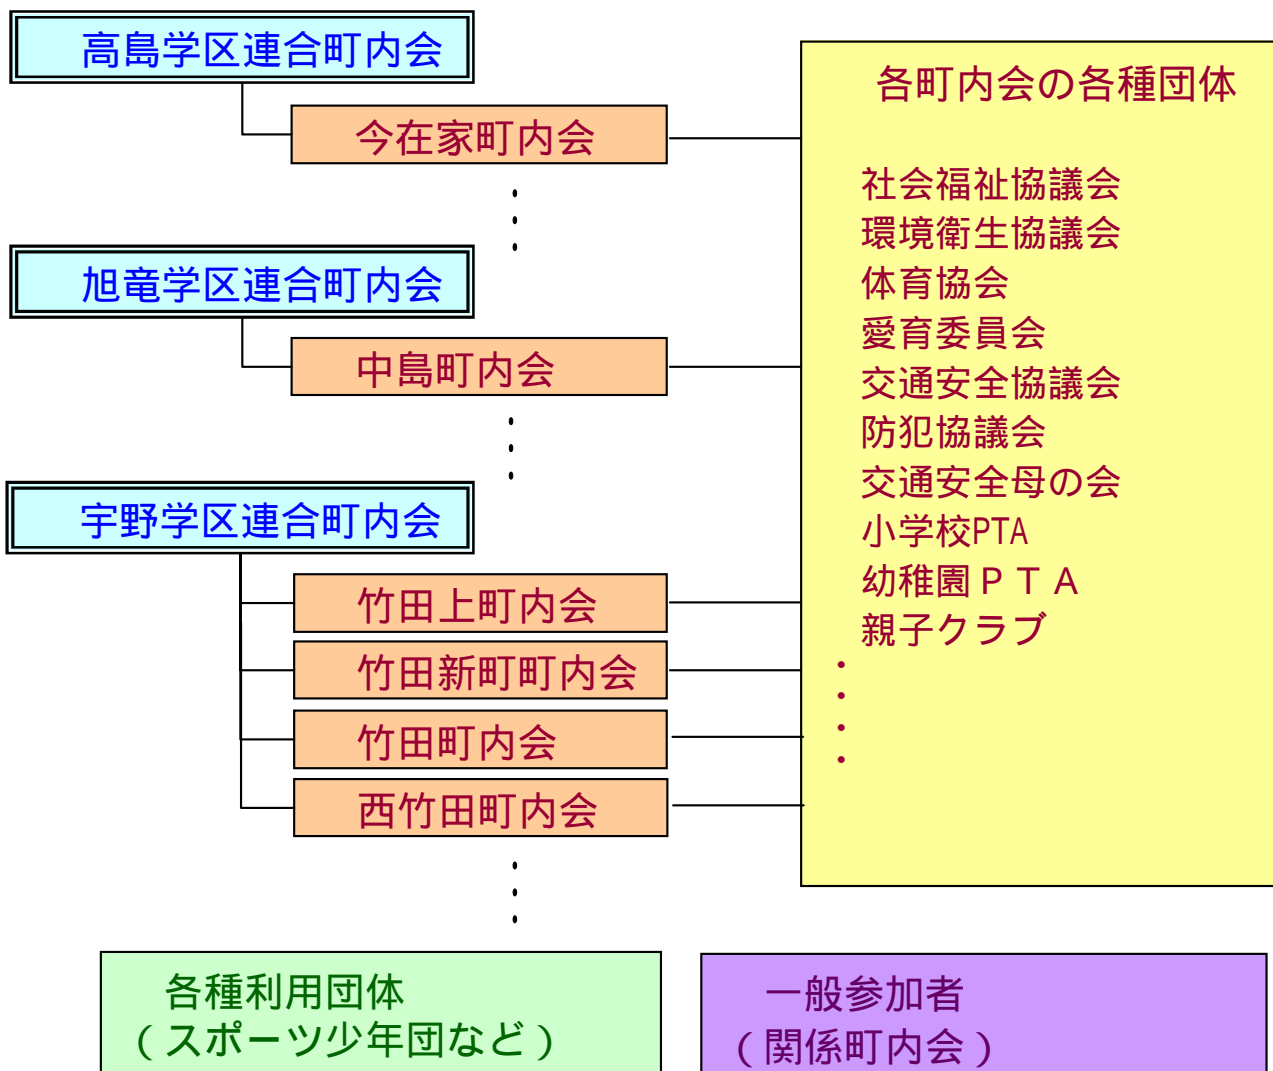 高島学区連合町内会
今在家町内会
旭竜学区連合町内会
中島町内会
宇野学区連合町内会
竹田上町内会
竹田新町町内会
竹田町内会
西竹田町内会
各町内会の各種団体
社会福祉協議会
環境衛生協議会
体育協会
愛育委員会
交通安全協議会
防犯協議会
交通安全母の会
小学校PTA
幼稚園ＰＴＡ
親子クラブ
各種利用団体
(スポーツ少年団など)
一般参加者
(関係町内会)